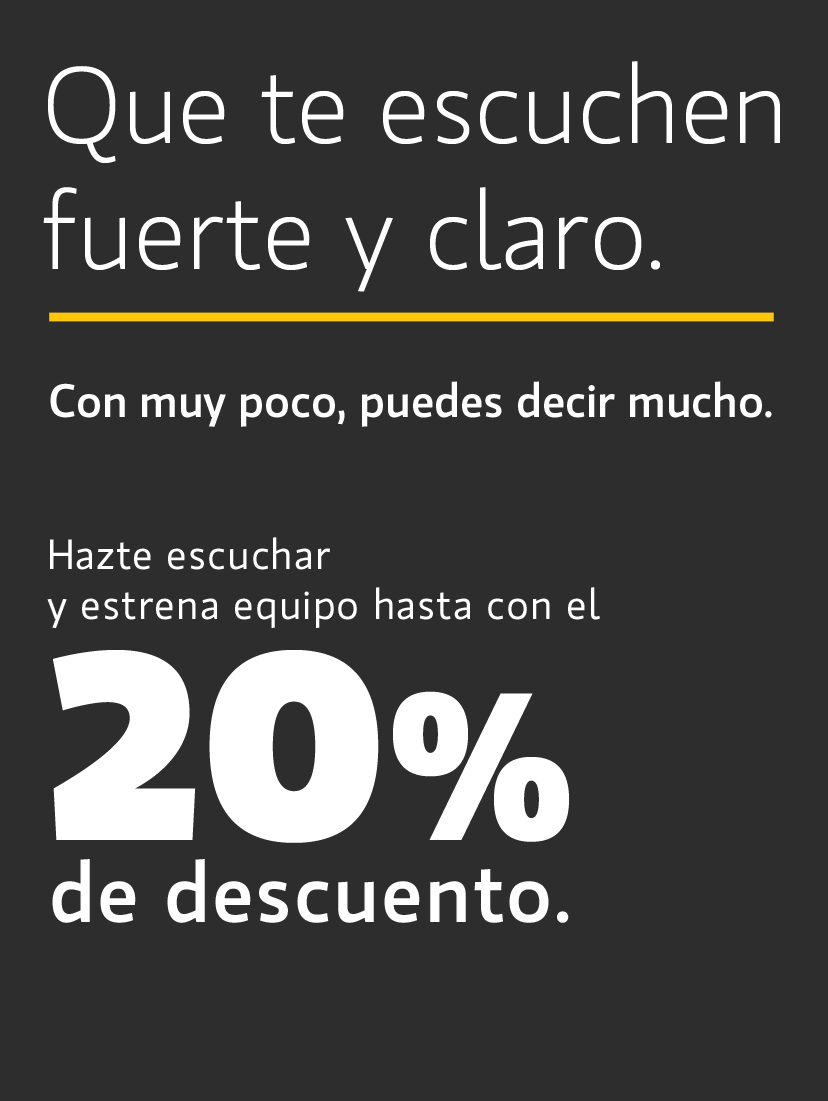 Que te escuchen
fuerte y claro.
Con muy poco, puedes decir mucho.
Hazte escuchar
y estrena equipo hasta con el
20%
de descuento.